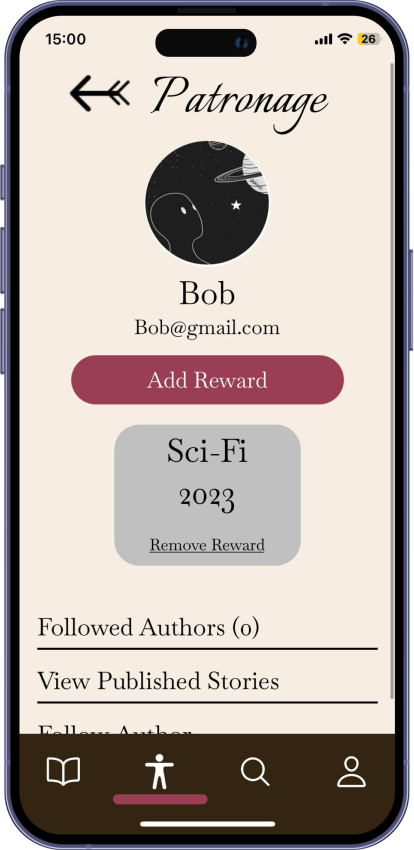 15:00
26
Patronage
Bob
Bob@gmail.com
Add Reward
Sci-Fi
2023
Remove Reward
Followed Authors (0)
View Published Stories
Follow Author